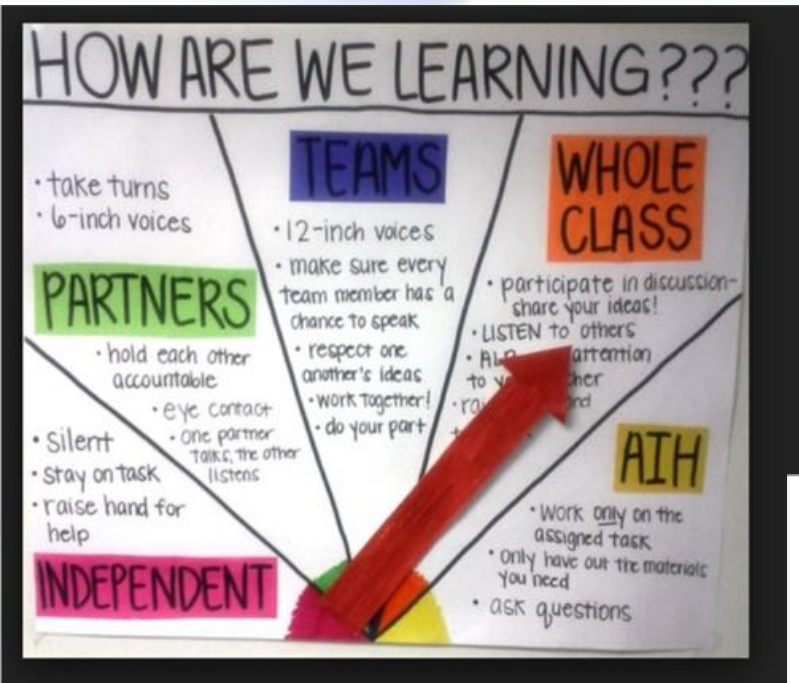 HOW ARE WE LEARNING???
• take turns
• 6-inch voices
PARTNERS
• hold each other
accountable
• eye contact
• one partner
talks, the other
listens
TEAMS
• 12-inch voices
• make sure every
team member has a
chance to speak
• respect one
another's ideas
• work together!
• do your part
WHOLE
CLASS
• participate in discussion-
share your ideas!
• LISTEN to others
• attention
to
•
• Silent
• stay on task
• raise hand for
help
INDEPENDENT
AIH
• Work only on the
assigned task
• only have out the materials
you need
• ask questions